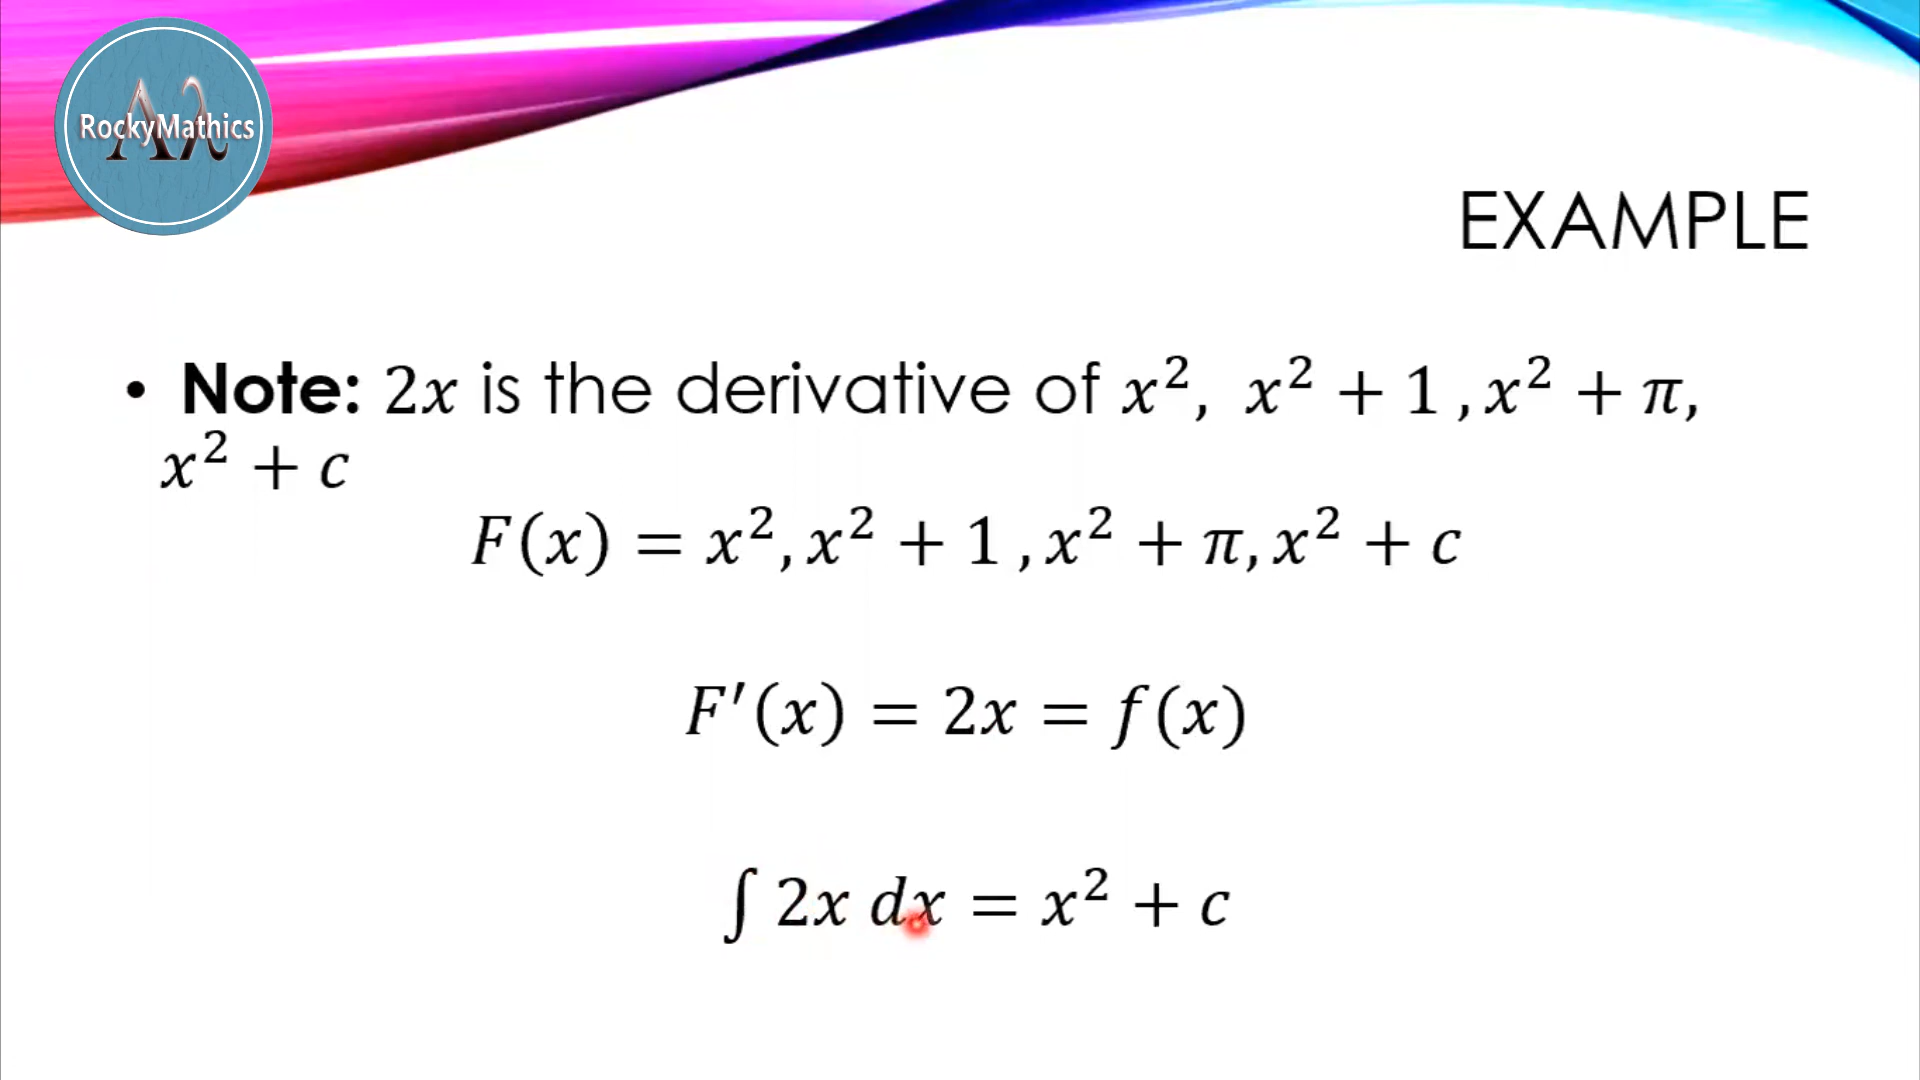 RockyMathics
EXAMPLE
• Note: 2x is the derivative of x², x² + 1 , x² + π,
x² + c
F(x) = x², x² + 1 , x² + π, x² + c
F′(x) = 2x = f(x)
∫ 2x dx = x² + c